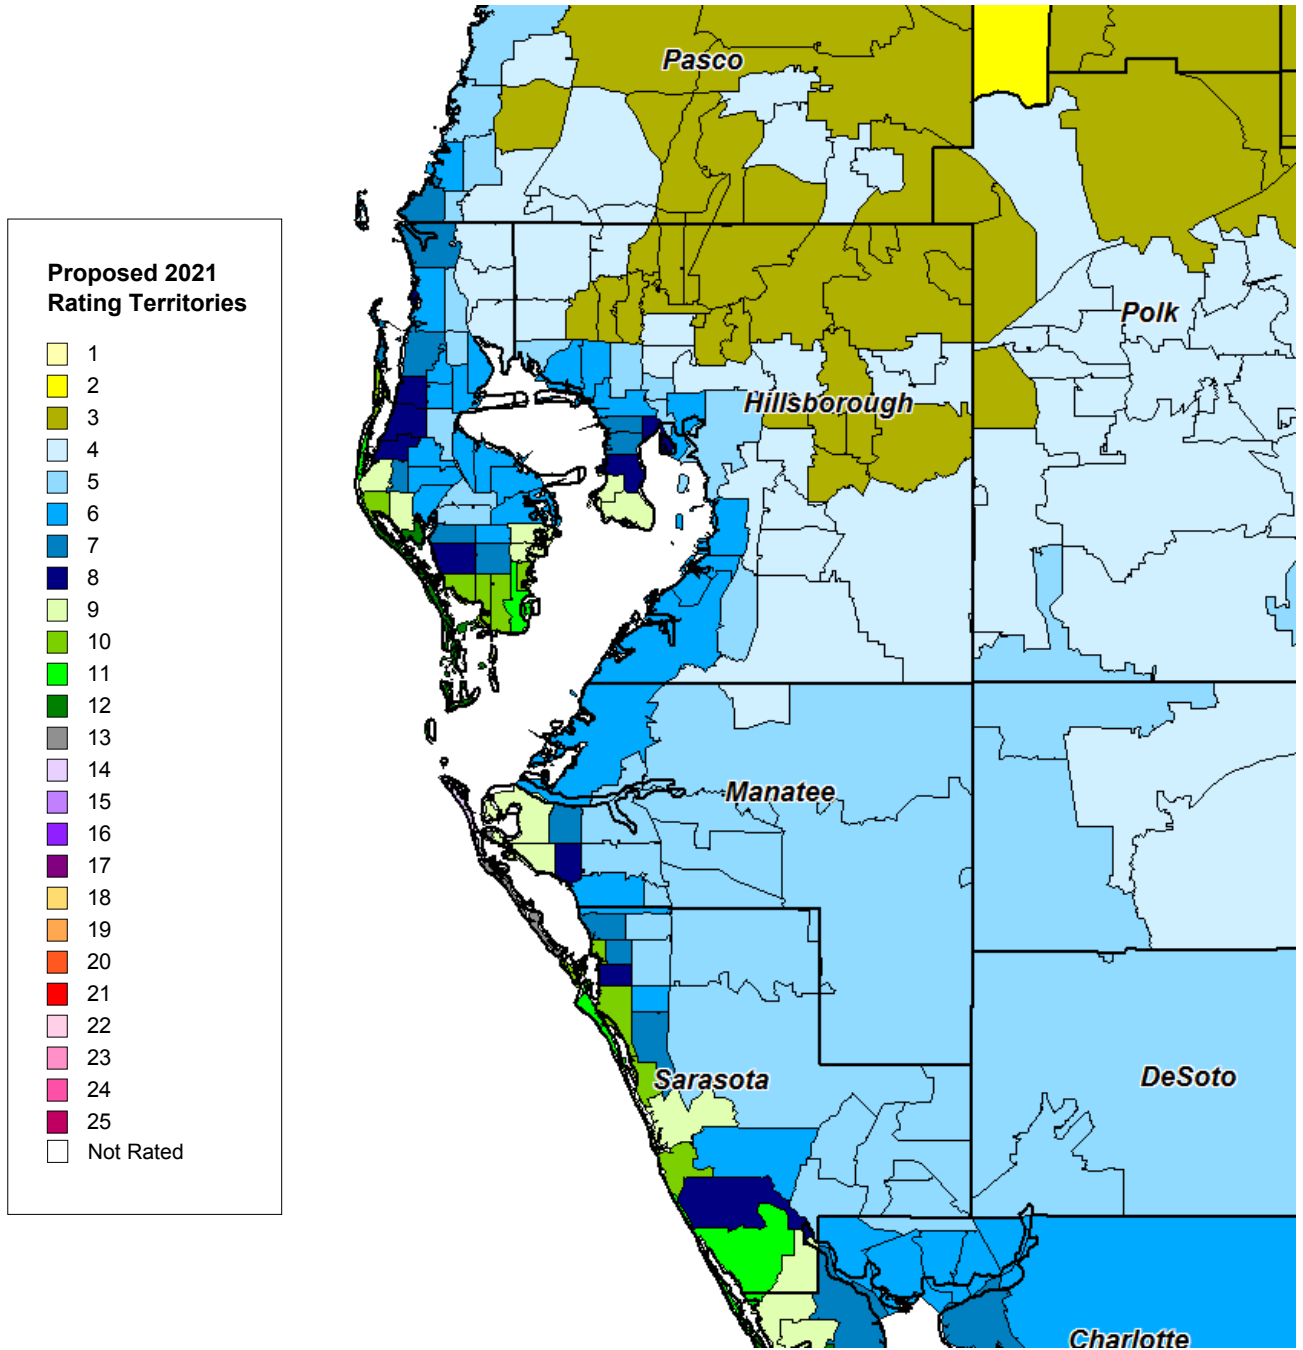 Pasco
Proposed 2021
Rating Territories
Polk
1
2
3
Hillsborough
4
5
6
7
8
9
10
11
12
13
14
Manatee
15
16
17
18
19
20
21
22
23
Sarasota
DeSoto
24
25
Not Rated
Charlotte